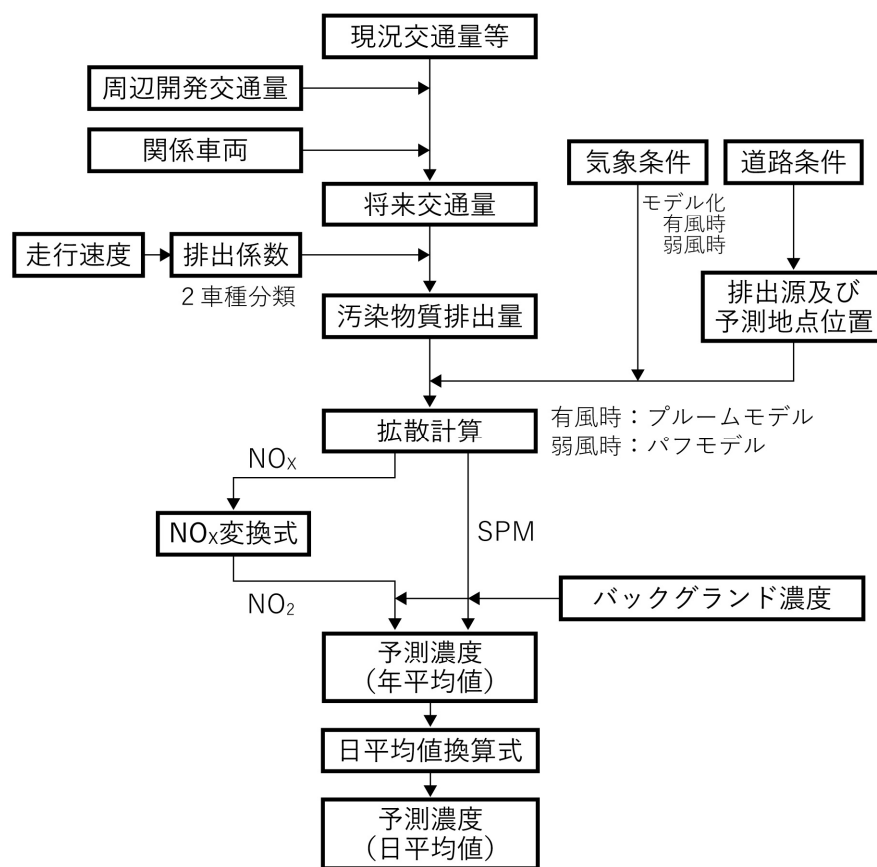 現況交通量等
周辺開発交通量
関係車両
気象条件
道路条件
モデル化
有風時
弱風時
将来交通量
走行速度
排出係数
２車種分類
排出源及び
予測地点位置
汚染物質排出量
拡散計算
有風時：プルームモデル
弱風時：パフモデル
NOX
NOX変換式
SPM
NO2
バックグランド濃度
予測濃度
（年平均値）
日平均値換算式
予測濃度
（日平均値）